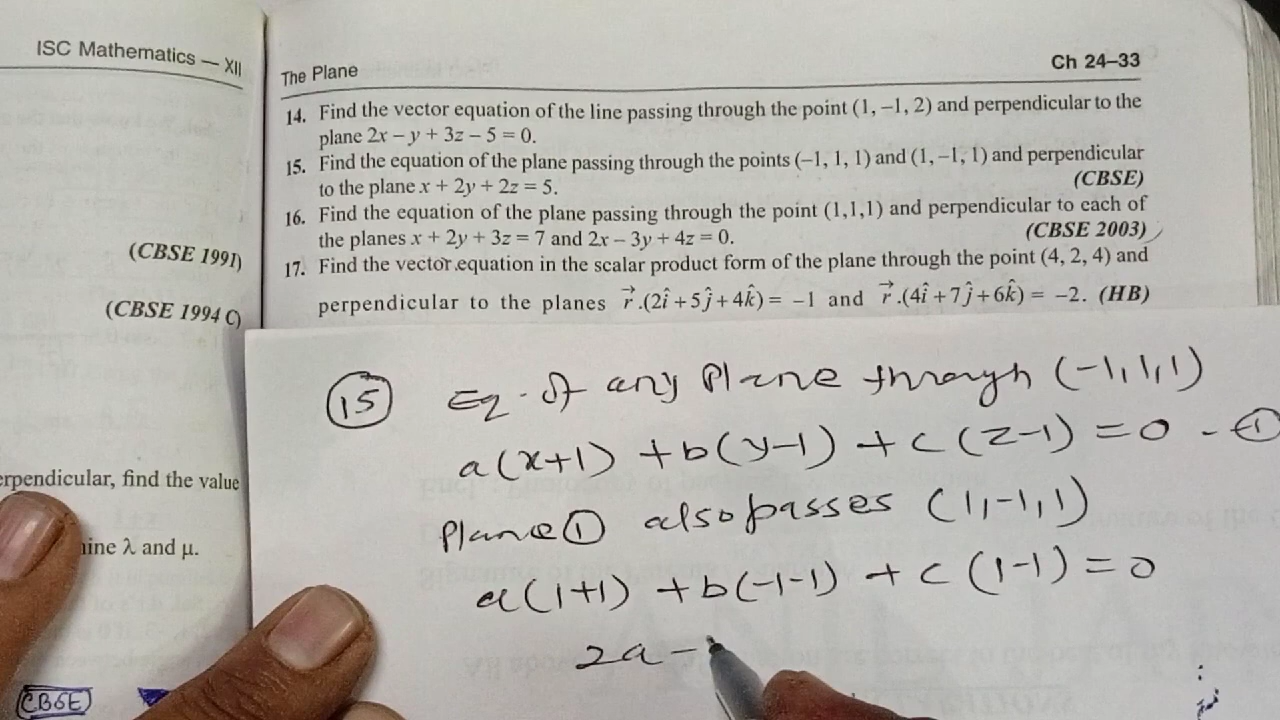 ISC Mathematics — XII
(CBSE 1991)
(CBSE 1994 C)
erpendicular, find the value
nine λ and μ.
CBSE
The Plane
Ch 24–33
14. Find the vector equation of the line passing through the point (1, –1, 2) and perpendicular to the
plane 2x – y + 3z – 5 = 0.
15. Find the equation of the plane passing through the points (–1, 1, 1) and (1, –1, 1) and perpendicular
to the plane x + 2y + 2z = 5. (CBSE)
16. Find the equation of the plane passing through the point (1,1,1) and perpendicular to each of
the planes x + 2y + 3z = 7 and 2x – 3y + 4z = 0. (CBSE 2003)
17. Find the vector equation in the scalar product form of the plane through the point (4, 2, 4) and
perpendicular to the planes r⃗.(2î + 5ĵ + 4k̂) = –1 and r⃗.(4î + 7ĵ + 6k̂) = –2. (HB)
15 Eq. of any Plane through (-1,1,1)
a(x+1) + b(y-1) + c(z-1) = 0 - ①
Plane ① also passes (1,-1,1)
a(1+1) + b(-1-1) + c(1-1) = 0
2a -